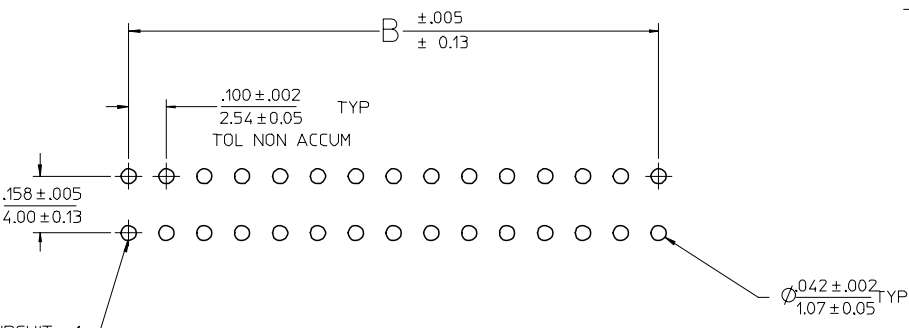 B ±.005
± 0.13
.100±.002 TYP
2.54±0.05
TOL NON ACCUM
.158±.005
4.00±0.13
Ø.042±.002 TYP
1.07±0.05